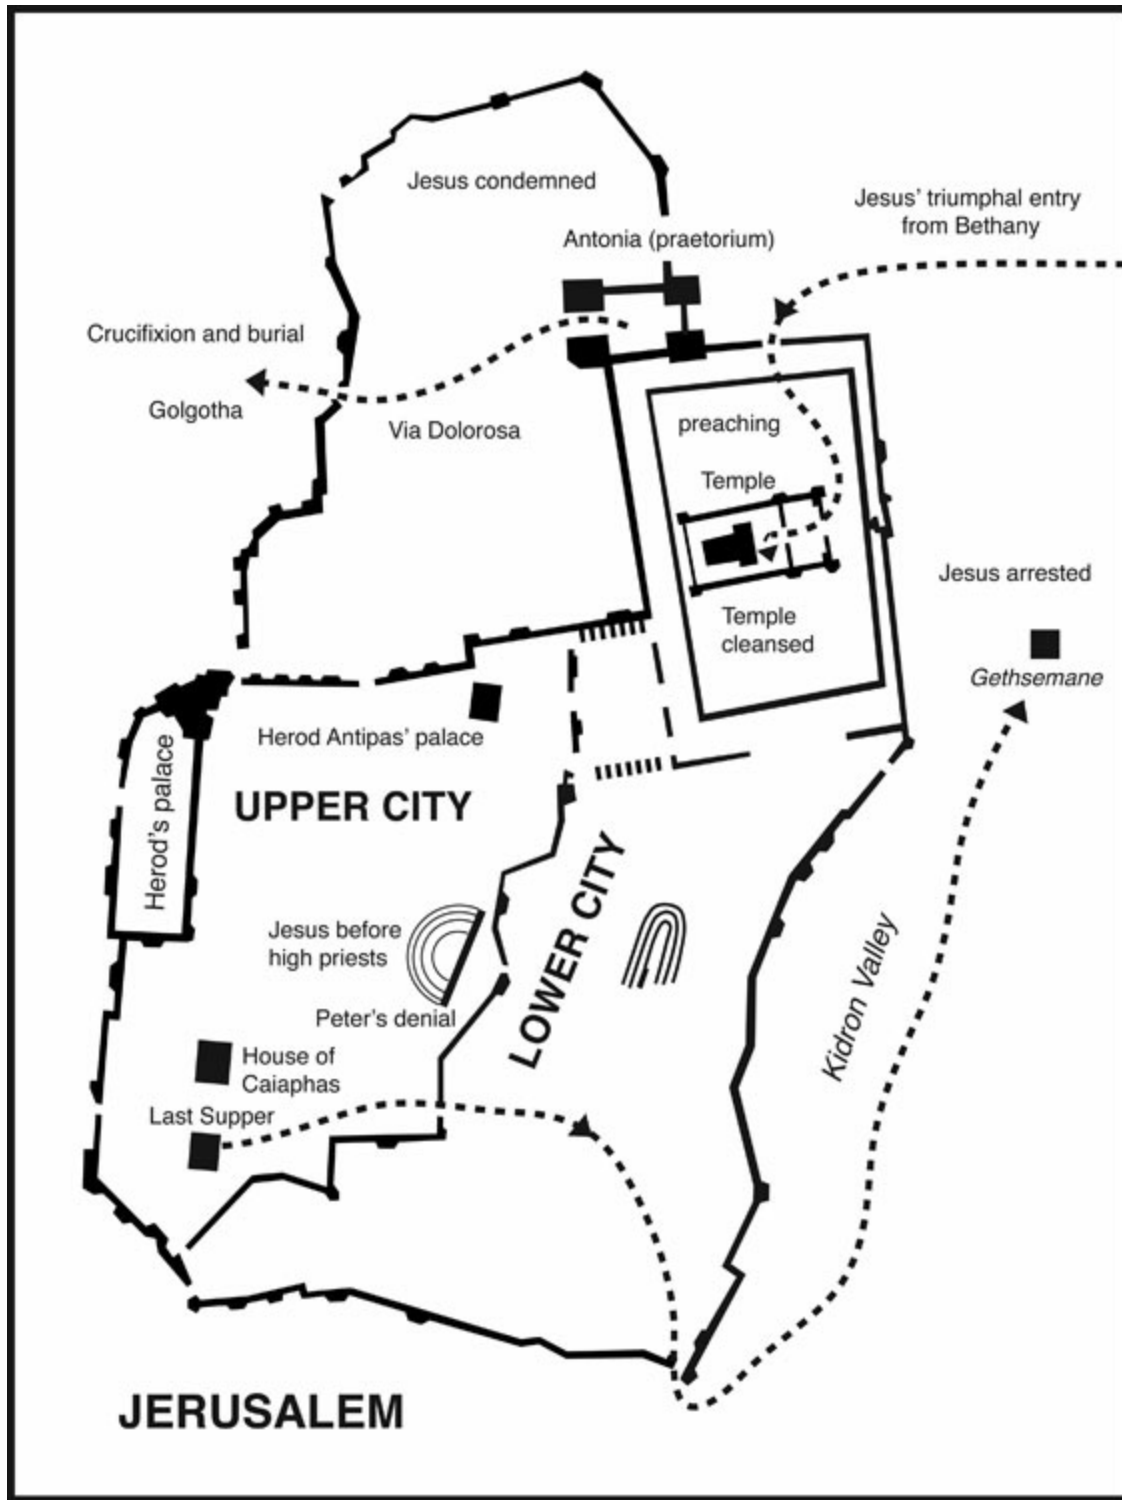 Jesus condemned
Jesus’ triumphal entry
from Bethany
Antonia (praetorium)
Crucifixion and burial
Golgotha
Via Dolorosa
preaching
Temple
Jesus arrested
Temple
cleansed
Gethsemane
Herod Antipas’ palace
Herod’s palace
UPPER CITY
LOWER CITY
Jesus before
high priests
Kidron Valley
Peter’s denial
House of
Caiaphas
Last Supper
JERUSALEM